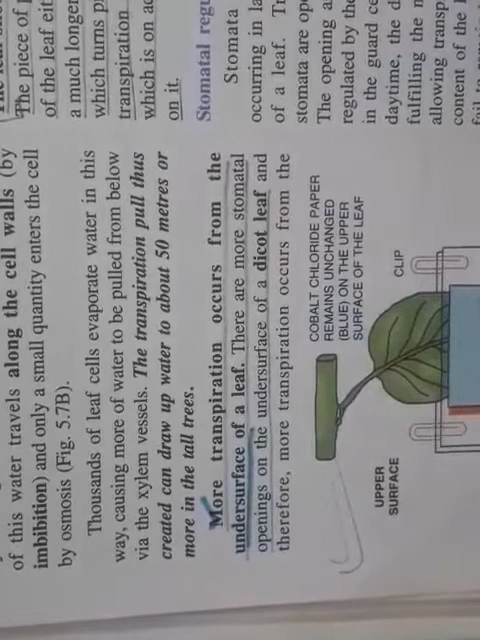 of this water travels along the cell walls (by
imbibition) and only a small quantity enters the cell
by osmosis (Fig. 5.7B).
Thousands of leaf cells evaporate water in this
way, causing more of water to be pulled from below
via the xylem vessels. The transpiration pull thus
created can draw up water to about 50 metres or
more in the tall trees.
More transpiration occurs from the
undersurface of a leaf. There are more stomatal
openings on the undersurface of a dicot leaf and
therefore, more transpiration occurs from the
COBALT CHLORIDE PAPER
REMAINS UNCHANGED
(BLUE) ON THE UPPER
SURFACE OF THE LEAF
CLIP
UPPER
SURFACE
The piece of
of the leaf eit
a much longer
which turns p
transpiration
which is on a
on it.
Stomatal regu
Stomata
occurring in la
of a leaf. Tr
stomata are op
The opening a
regulated by the
in the guard ce
daytime, the d
fulfilling the n
allowing transp
content of the l